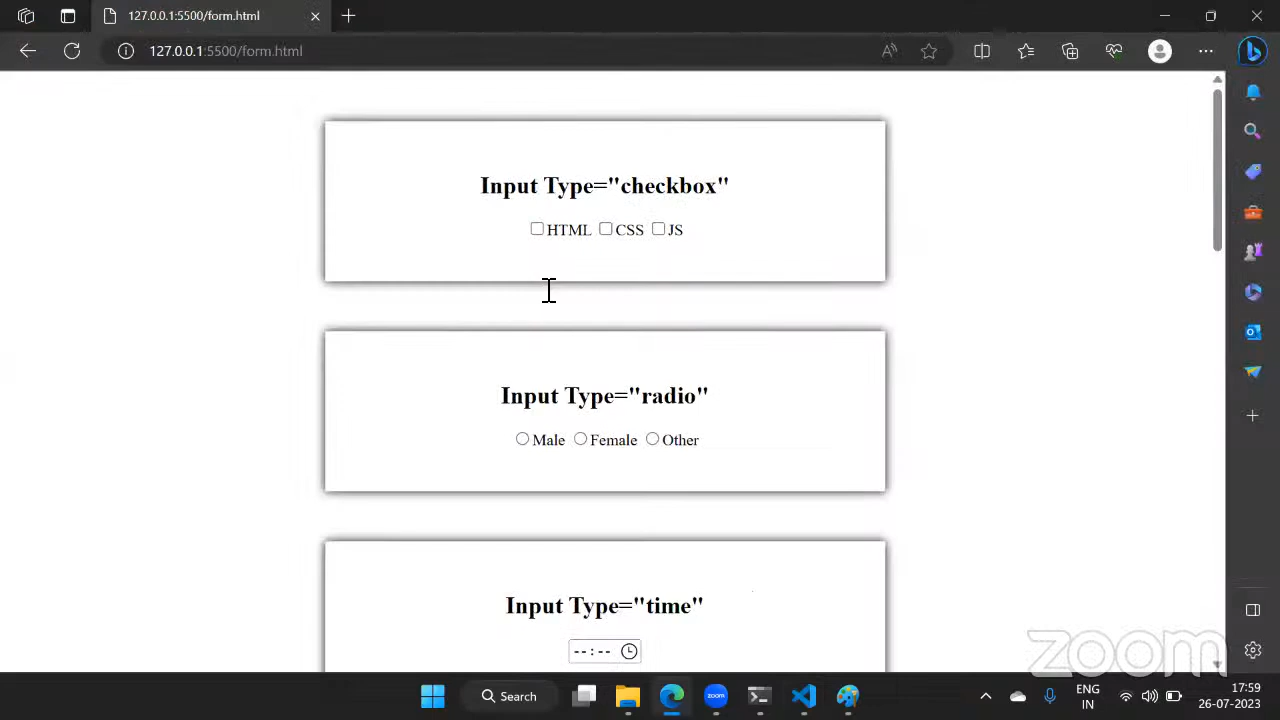 127.0.0.1:5500/form.html
127.0.0.1:5500/form.html
Input Type="checkbox"
HTML CSS JS
Input Type="radio"
Male Female Other
Input Type="time"
--:--
zoom
Search
zoom
ENG
IN
17:59
26-07-2023